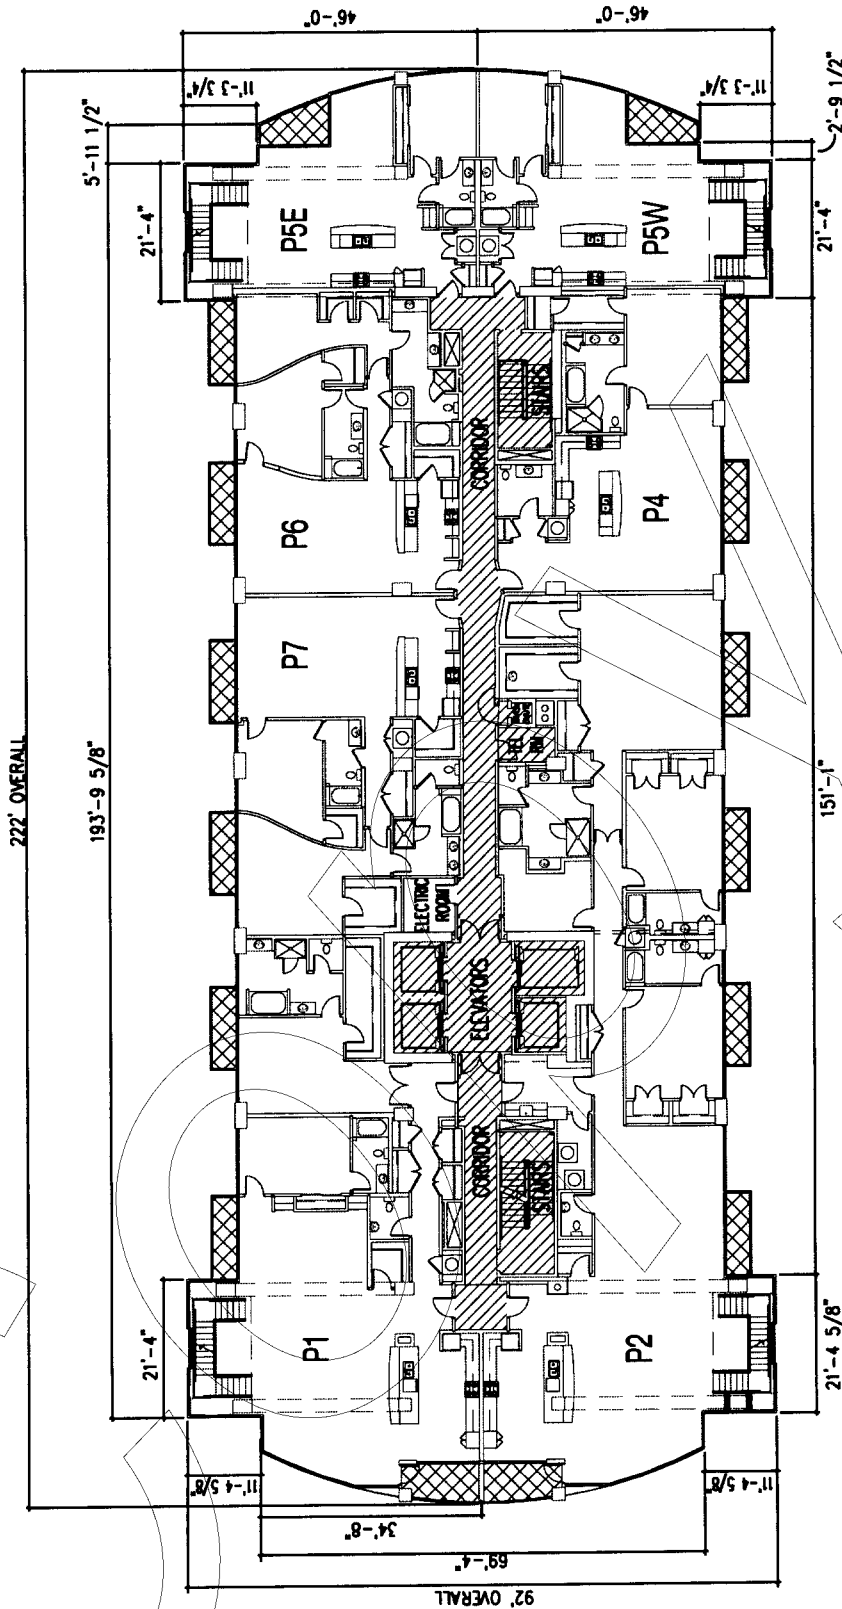 46'-0"
46'-0"
11'-3 3/4"
11'-3 3/4"
5'-11 1/2"
2'-9 1/2"
21'-4"
21'-4"
P5E
P5W
222' OVERALL
193'-9 5/8"
151'-1"
STAIRS
CORRIDOR
P6
P4
P7
TEL
RM
ELECTRIC
ROOM
ELEVATORS
CORRIDOR
STAIRS
P1
P2
21'-4"
21'-4 5/8"
11'-4 5/8"
11'-4 5/8"
34'-8"
69'-4"
92' OVERALL